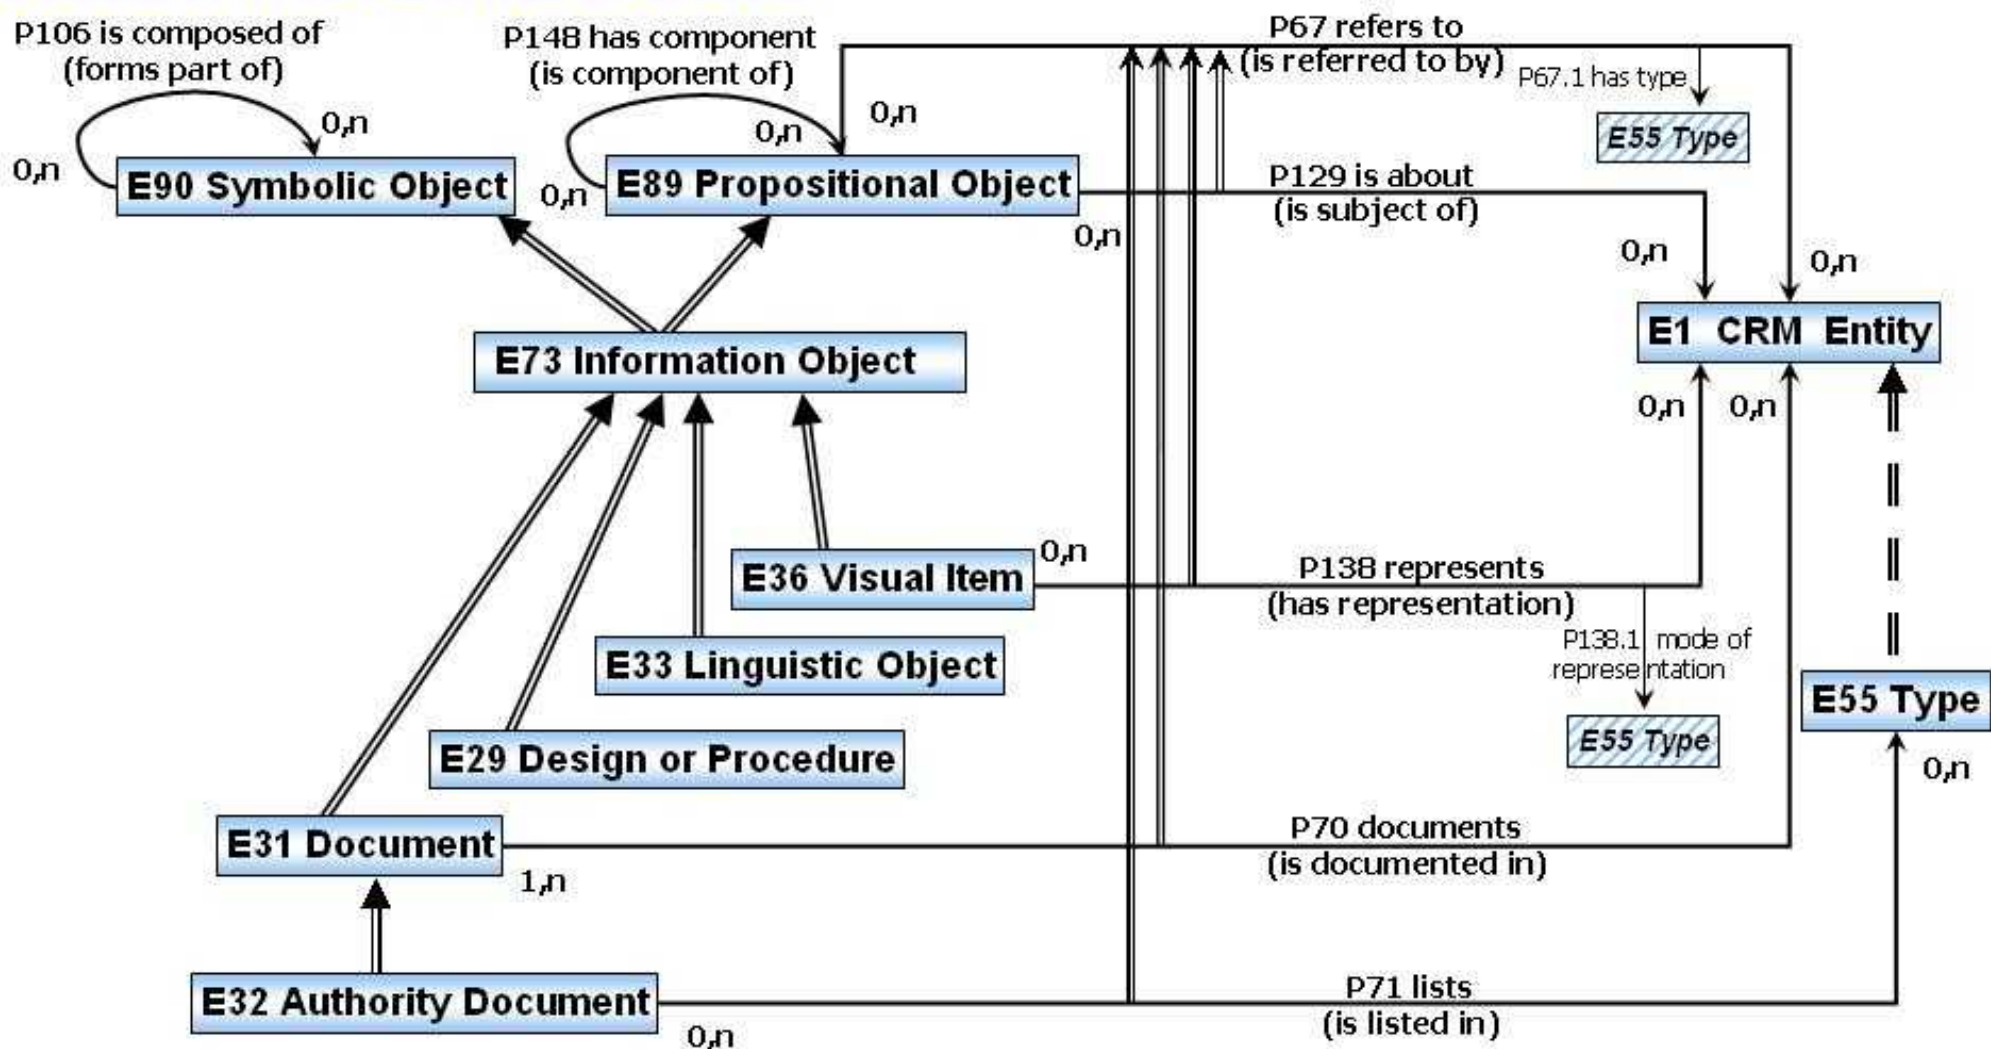 P106 is composed of
(forms part of)
0,n
0,n
P148 has component
(is component of)
0,n
0,n
0,n
P67 refers to
(is referred to by)
P67.1 has type
E55 Type
E90 Symbolic Object
E89 Propositional Object
0,n
P129 is about
(is subject of)
0,n
0,n
E1 CRM Entity
E73 Information Object
0,n
0,n
E36 Visual Item
0,n
P138 represents
(has representation)
P138.1 mode of
representation
E55 Type
E33 Linguistic Object
E55 Type
0,n
E29 Design or Procedure
E31 Document
1,n
P70 documents
(is documented in)
E32 Authority Document
0,n
P71 lists
(is listed in)